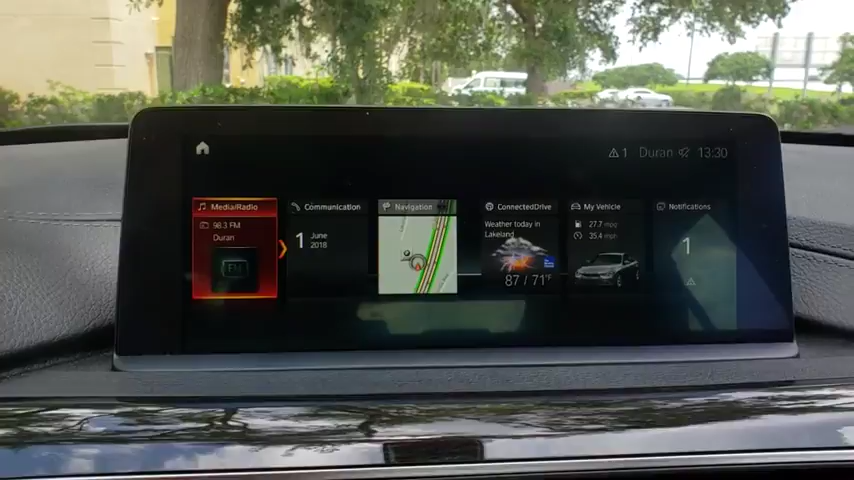 1 Duran 13:30
Media/Radio
98.3 FM
Duran
FM
Communication
1 June
2018
Navigation
ConnectedDrive
Weather today in
Lakeland
87 / 71°F
My Vehicle
27.7 mpg
35.4 mph
Notifications
1